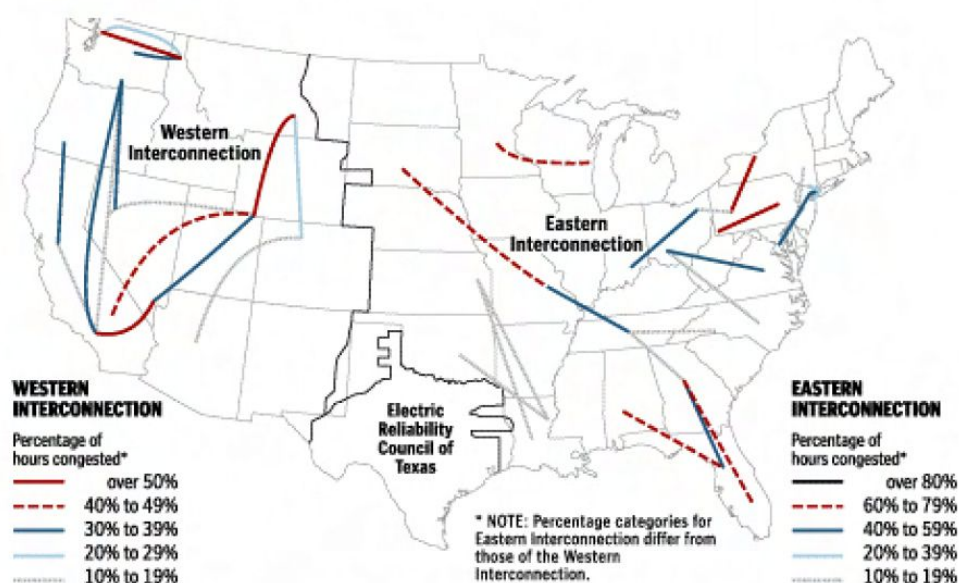 Western
Interconnection
Eastern
Interconnection
Electric
Reliability
Council of
Texas
WESTERN
INTERCONNECTION
Percentage of
hours congested*
over 50%
40% to 49%
30% to 39%
20% to 29%
10% to 19%
* NOTE: Percentage categories for
Eastern Interconnection differ from
those of the Western
Interconnection.
EASTERN
INTERCONNECTION
Percentage of
hours congested*
over 80%
60% to 79%
40% to 59%
20% to 39%
10% to 19%